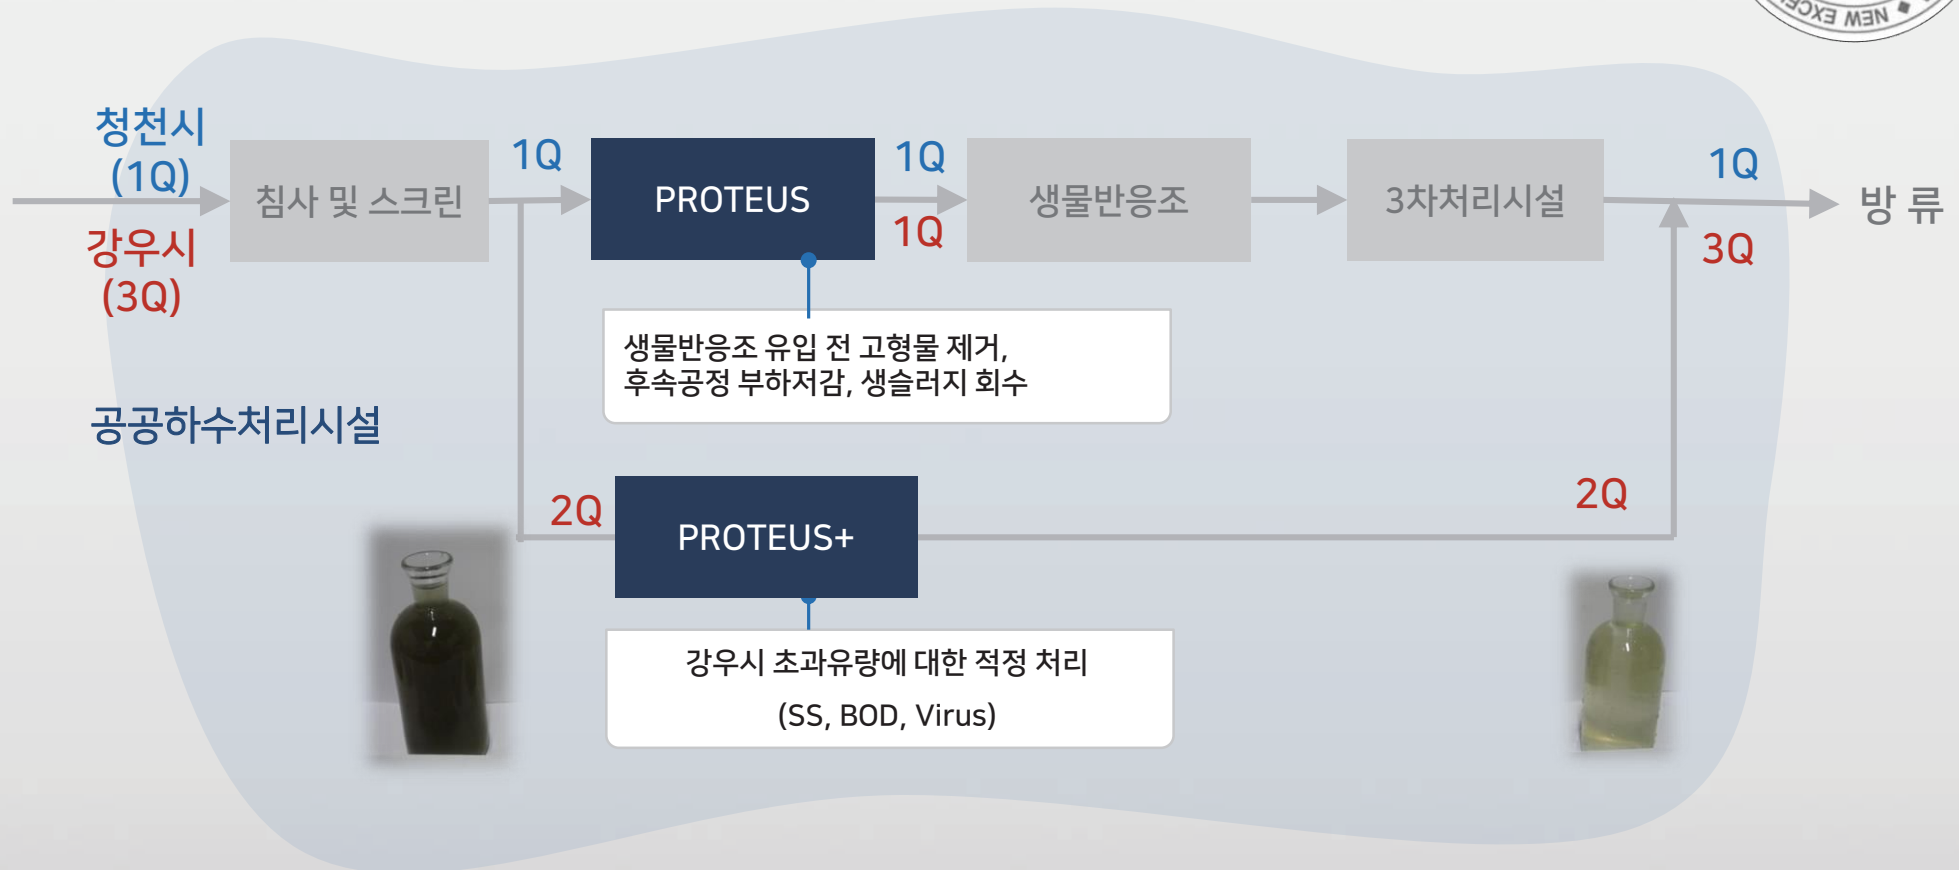 NEW EXCEL
청천시
(1Q)
강우시
(3Q)
침사 및 스크린
1Q
PROTEUS
1Q
1Q
생물반응조
3차처리시설
1Q
3Q
방 류
생물반응조 유입 전 고형물 제거,
후속공정 부하저감, 생슬러지 회수
공공하수처리시설
2Q
PROTEUS+
2Q
강우시 초과유량에 대한 적정 처리
(SS, BOD, Virus)